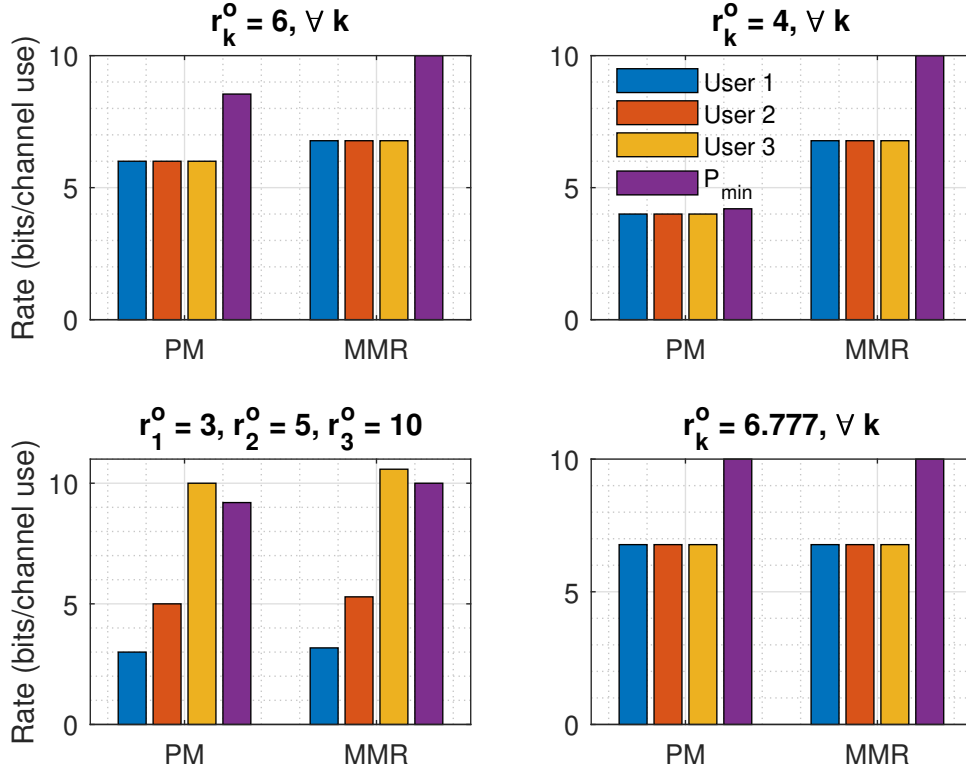 r_k^o = 6, ∀ k
r_k^o = 4, ∀ k
Rate (bits/channel use)
10
5
0
PM MMR
10
5
0
User 1
User 2
User 3
P_min
PM MMR
r_1^o = 3, r_2^o = 5, r_3^o = 10
r_k^o = 6.777, ∀ k
Rate (bits/channel use)
10
5
0
PM MMR
10
5
0
PM MMR